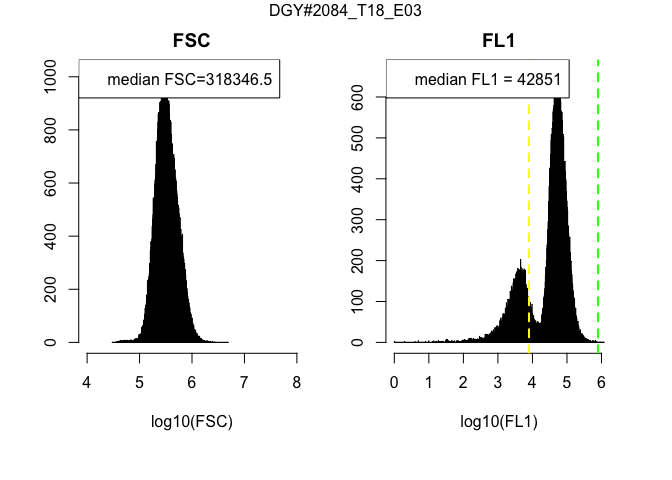 DGY#2084_T18_E03
FSC
median FSC=318346.5
0
200
400
600
800
1000
4 5 6 7 8
log10(FSC)
FL1
median FL1 = 42851
0
100
200
300
400
500
600
0 1 2 3 4 5 6
log10(FL1)